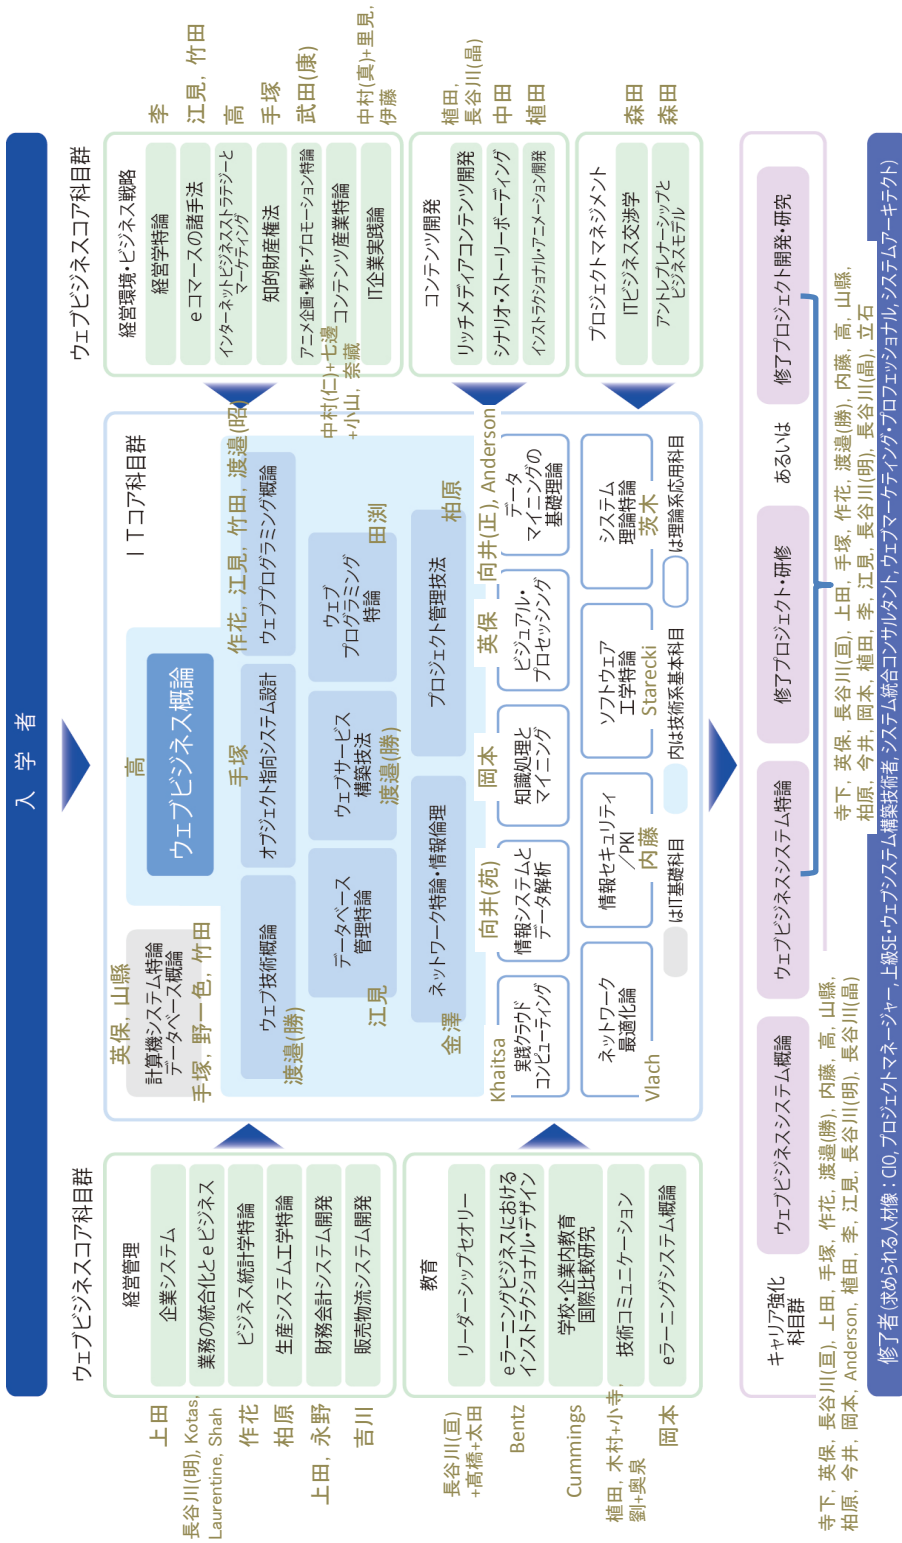 入学者
ウェブビジネスコア科目群
経営管理
企業システム
上田
業務の統合化とeビジネス
長谷川(明), Kotas,
Laurentine, Shah
ビジネス統計学特論
作花
生産システム工学特論
柏原
財務会計システム開発
上田, 永野
販売物流システム開発
吉川
教育
リーダーシップセオリー
長谷川(亘)
+高橋+太田
eラーニングビジネスにおける
インストラクショナル・デザイン
Bentz
学校・企業内教育
国際比較研究
Cummings
技術コミュニケーション
植田, 木村+小寺,
劉+奥泉
eラーニングシステム概論
岡本
ITコア科目群
高
ウェブビジネス概論
英保, 山縣
計算機システム特論
データベース概論
手塚, 野一色, 竹田
ウェブ技術概論
渡邉(勝)
手塚
オブジェクト指向システム設計
作花, 江見, 竹田, 渡邉(昭)
ウェブプログラミング概論
データベース
管理特論
江見
ウェブサービス
構築技法
渡邉(勝)
ウェブ
プログラミング
特論
田渕
ネットワーク特論・情報倫理
金澤
プロジェクト管理技法
柏原
Khaitsa
実践クラウド
コンピューティング
向井(苑)
情報システムと
データ解析
岡本
知識処理と
マイニング
英保
ビジュアル・
プロセッシング
向井(正), Anderson
データ
マイニングの
基礎理論
ネットワーク
最適化論
Vlach
情報セキュリティ
/PKI
内藤
ソフトウェア
工学特論
Starecki
システム
理論特論
茨木
はIT基礎科目
内は技術系基本科目
は理論系応用科目
ウェブビジネスコア科目群
経営環境・ビジネス戦略
経営学特論
李
eコマースの諸手法
江見, 竹田
インターネットビジネスストラテジーと
マーケティング
高
知的財産権法
手塚
アニメ企画・製作・プロモーション特論
武田(康)
コンテンツ産業特論
中村(仁)+七邊
+小山, 奈蔵
IT企業実践論
中村(真)+里見,
伊藤
コンテンツ開発
リッチメディアコンテンツ開発
植田,
長谷川(晶)
シナリオ・ストーリーボーディング
中田
インストラクショナル・アニメーション開発
植田
プロジェクトマネジメント
ITビジネス交渉学
森田
アントレプレナーシップと
ビジネスモデル
森田
キャリア強化
科目群
ウェブビジネスシステム概論
ウェブビジネスシステム特論
修了プロジェクト・研修
あるいは
修了プロジェクト開発・研究
寺下, 英保, 長谷川(亘), 上田, 手塚, 作花, 渡邉(勝), 内藤, 高, 山縣,
柏原, 今井, 岡本, Anderson, 植田, 李, 江見, 長谷川(明), 長谷川(晶)
寺下, 英保, 長谷川(亘), 上田, 手塚, 作花, 渡邉(勝), 内藤, 高, 山縣,
柏原, 今井, 岡本, 植田, 李, 江見, 長谷川(明), 長谷川(晶), 立石
修了者(求められる人材像:CIO, プロジェクトマネージャー, 上級SE・ウェブシステム構築技術者, システム統合コンサルタント, ウェブマーケティング・プロフェッショナル, システムアーキテクト)